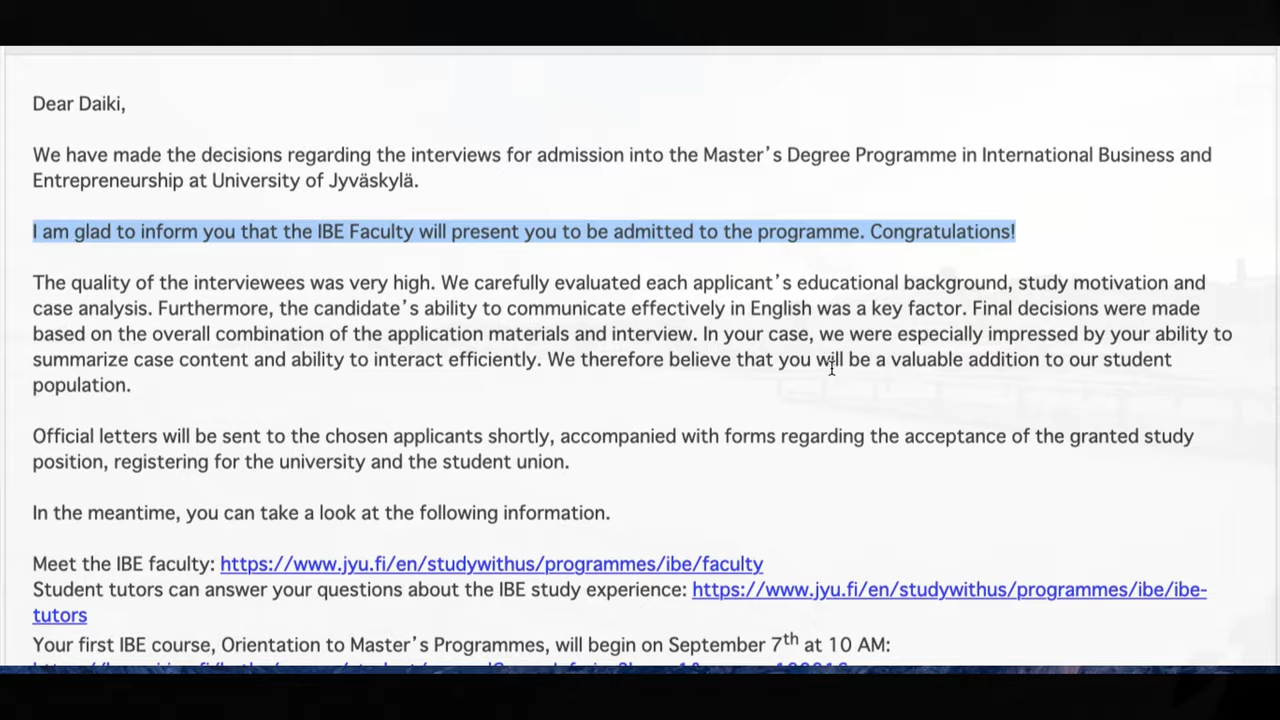 Dear Daiki,
We have made the decisions regarding the interviews for admission into the Master's Degree Programme in International Business and
Entrepreneurship at University of Jyväskylä.
I am glad to inform you that the IBE Faculty will present you to be admitted to the programme. Congratulations!
The quality of the interviewees was very high. We carefully evaluated each applicant's educational background, study motivation and
case analysis. Furthermore, the candidate's ability to communicate effectively in English was a key factor. Final decisions were made
based on the overall combination of the application materials and interview. In your case, we were especially impressed by your ability to
summarize case content and ability to interact efficiently. We therefore believe that you will be a valuable addition to our student
population.
Official letters will be sent to the chosen applicants shortly, accompanied with forms regarding the acceptance of the granted study
position, registering for the university and the student union.
In the meantime, you can take a look at the following information.
Meet the IBE faculty: https://www.jyu.fi/en/studywithus/programmes/ibe/faculty
Student tutors can answer your questions about the IBE study experience: https://www.jyu.fi/en/studywithus/programmes/ibe/ibe-
tutors
Your first IBE course, Orientation to Master's Programmes, will begin on September 7th at 10 AM: